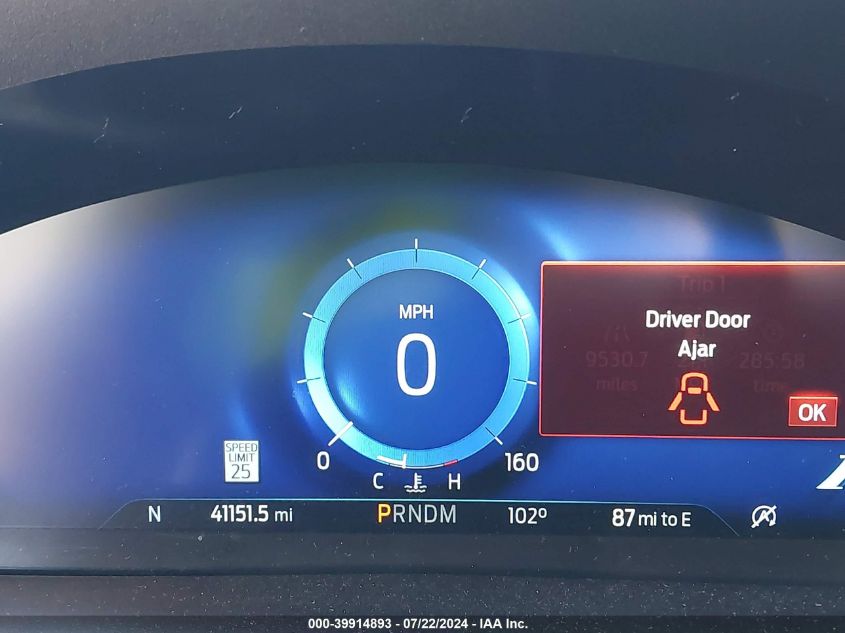 Trip 1
Driver Door
Ajar
9530.7
285:58
miles
time
OK
MPH
0
0
160
C
H
SPEED
LIMIT
25
N 41151.5 mi PRNDM 102º 87 mi to E
000-39914893 - 07/22/2024 - IAA Inc.